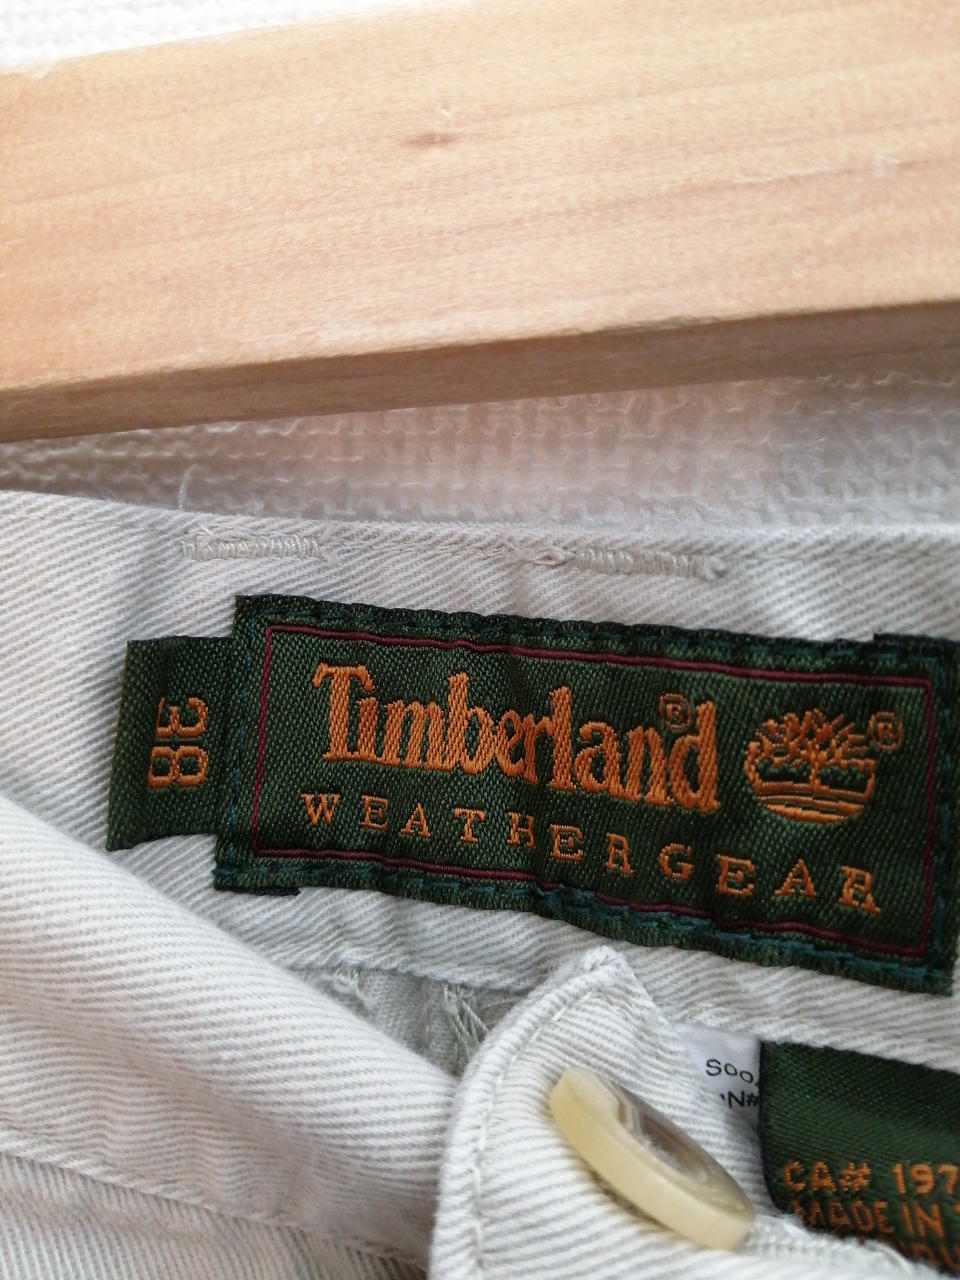 38
Timberland®
®
WEATHERGEAR
CA# 197
MADE IN